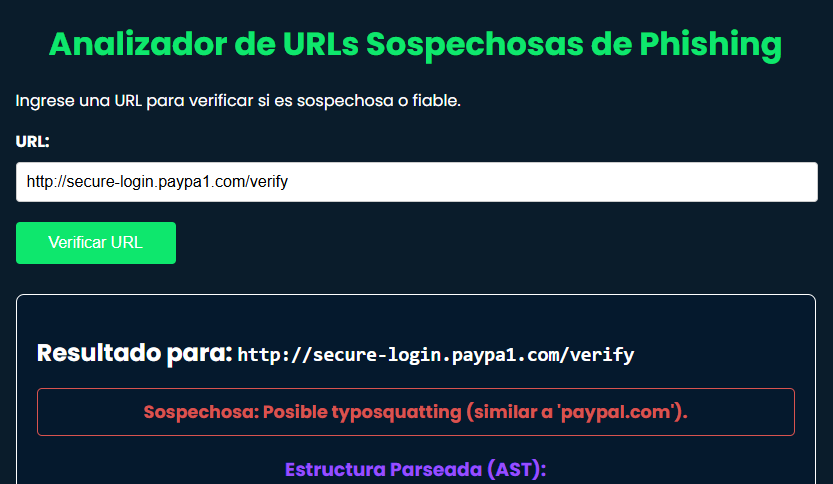 Analizador de URLs Sospechosas de Phishing
Ingrese una URL para verificar si es sospechosa o fiable.
URL:
http://secure-login.paypa1.com/verify
Verificar URL
Resultado para: http://secure-login.paypa1.com/verify
Sospechosa: Posible typosquatting (similar a 'paypal.com').
Estructura Parseada (AST):